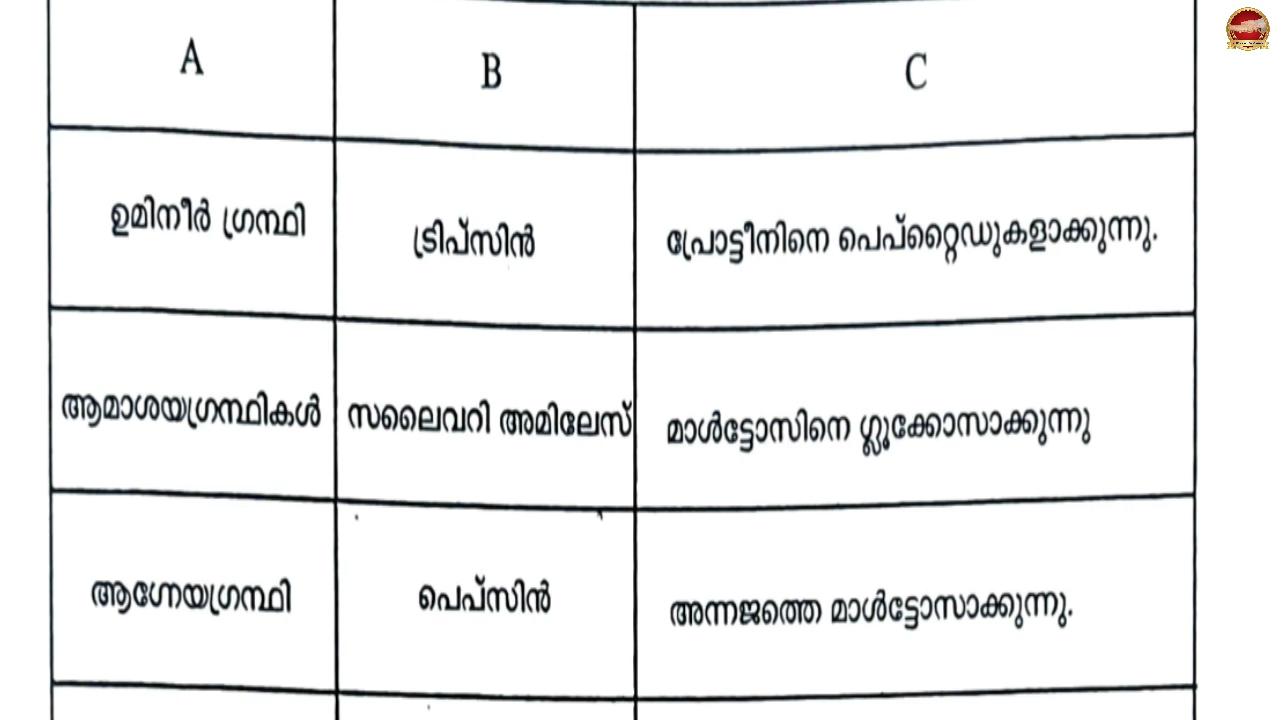 A B C
ഉമിനീർ ഗ്രന്ഥി ട്രിപ്സിൻ പ്രോട്ടീനിനെ പെപ്റ്റൈഡുകളാക്കുന്നു.
ആമാശയഗ്രന്ഥികൾ സലൈവറി അമിലേസ് മാൾട്ടോസിനെ ഗ്ലൂക്കോസാക്കുന്നു
ആഗ്നേയഗ്രന്ഥി പെപ്സിൻ അന്നജത്തെ മാൾട്ടോസാക്കുന്നു.